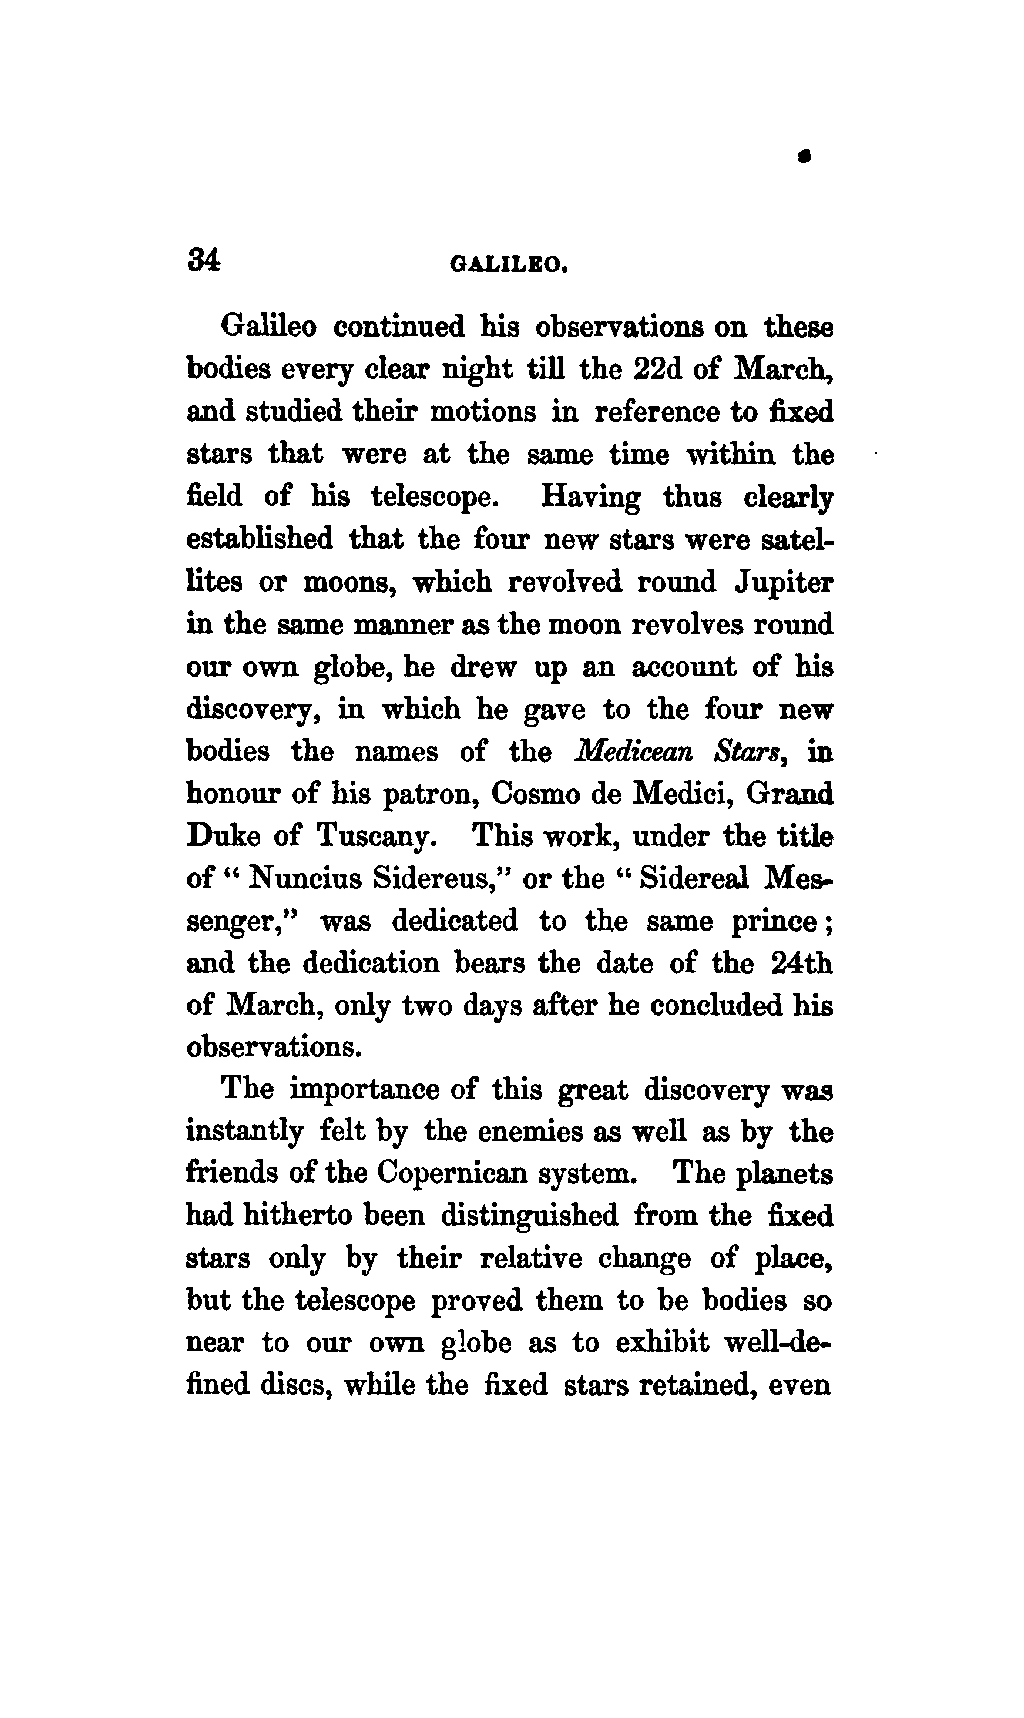 34 GALILEO.
Galileo continued his observations on these
bodies every clear night till the 22d of March,
and studied their motions in reference to fixed
stars that were at the same time within the
field of his telescope. Having thus clearly
established that the four new stars were satel-
lites or moons, which revolved round Jupiter
in the same manner as the moon revolves round
our own globe, he drew up an account of his
discovery, in which he gave to the four new
bodies the names of the Medicean Stars, in
honour of his patron, Cosmo de Medici, Grand
Duke of Tuscany. This work, under the title
of “ Nuncius Sidereus,” or the “ Sidereal Mes-
senger,” was dedicated to the same prince ;
and the dedication bears the date of the 24th
of March, only two days after he concluded his
observations.
The importance of this great discovery was
instantly felt by the enemies as well as by the
friends of the Copernican system. The planets
had hitherto been distinguished from the fixed
stars only by their relative change of place,
but the telescope proved them to be bodies so
near to our own globe as to exhibit well-de-
fined discs, while the fixed stars retained, even